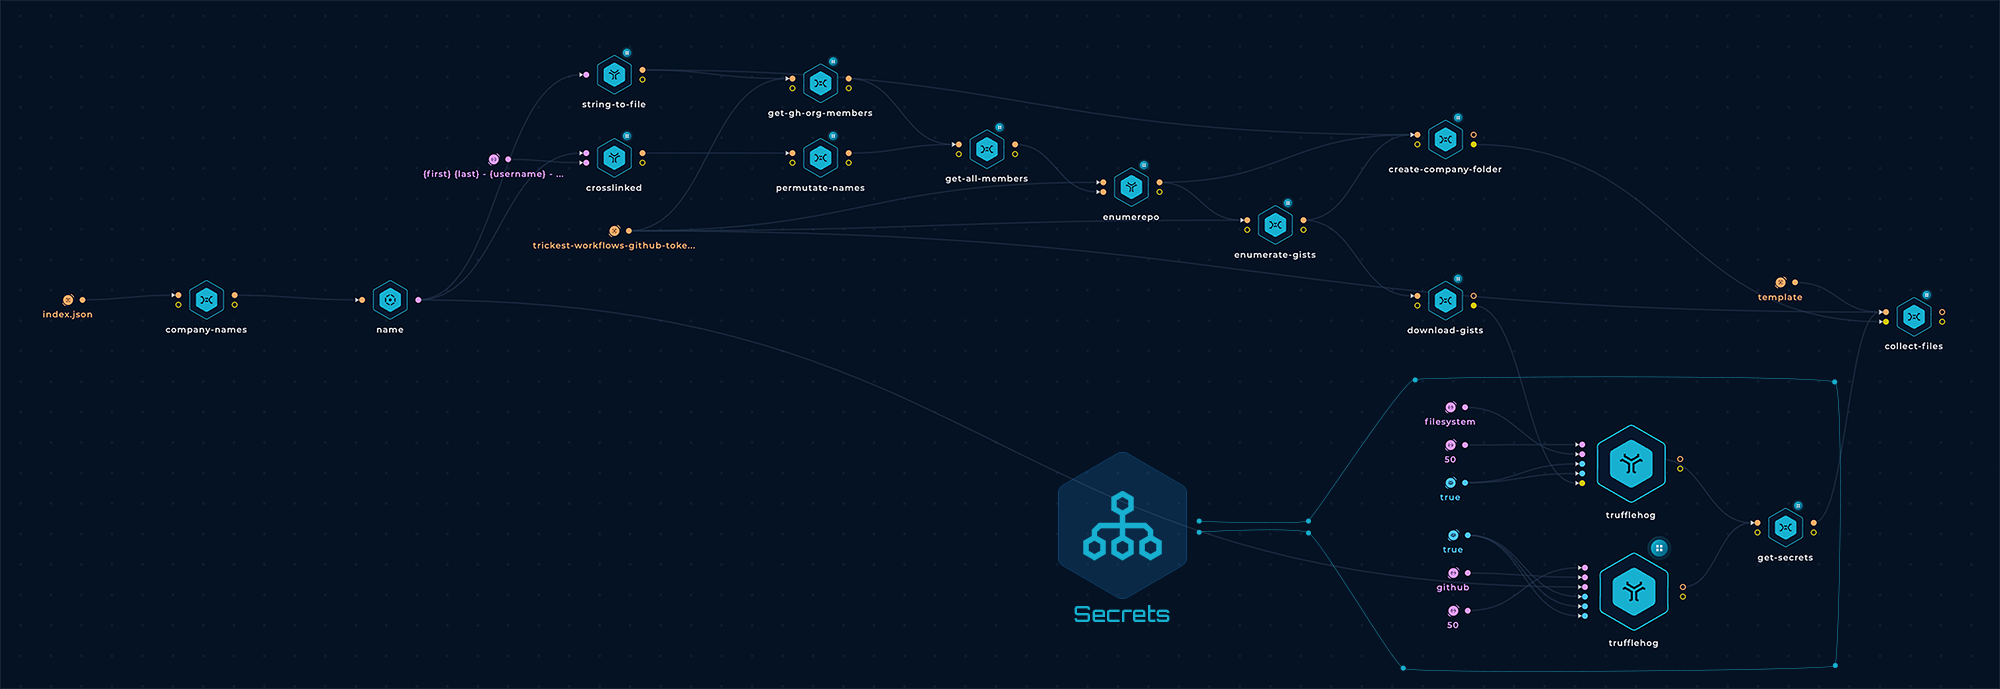 string-to-file
get-gh-org-members
{first} {last} - {username} - ...
crosslinked
permutate-names
get-all-members
create-company-folder
enumerepo
trickest-workflows-github-toke...
enumerate-gists
index.json
company-names
name
download-gists
template
collect-files
filesystem
50
true
trufflehog
true
github
50
trufflehog
get-secrets
Secrets